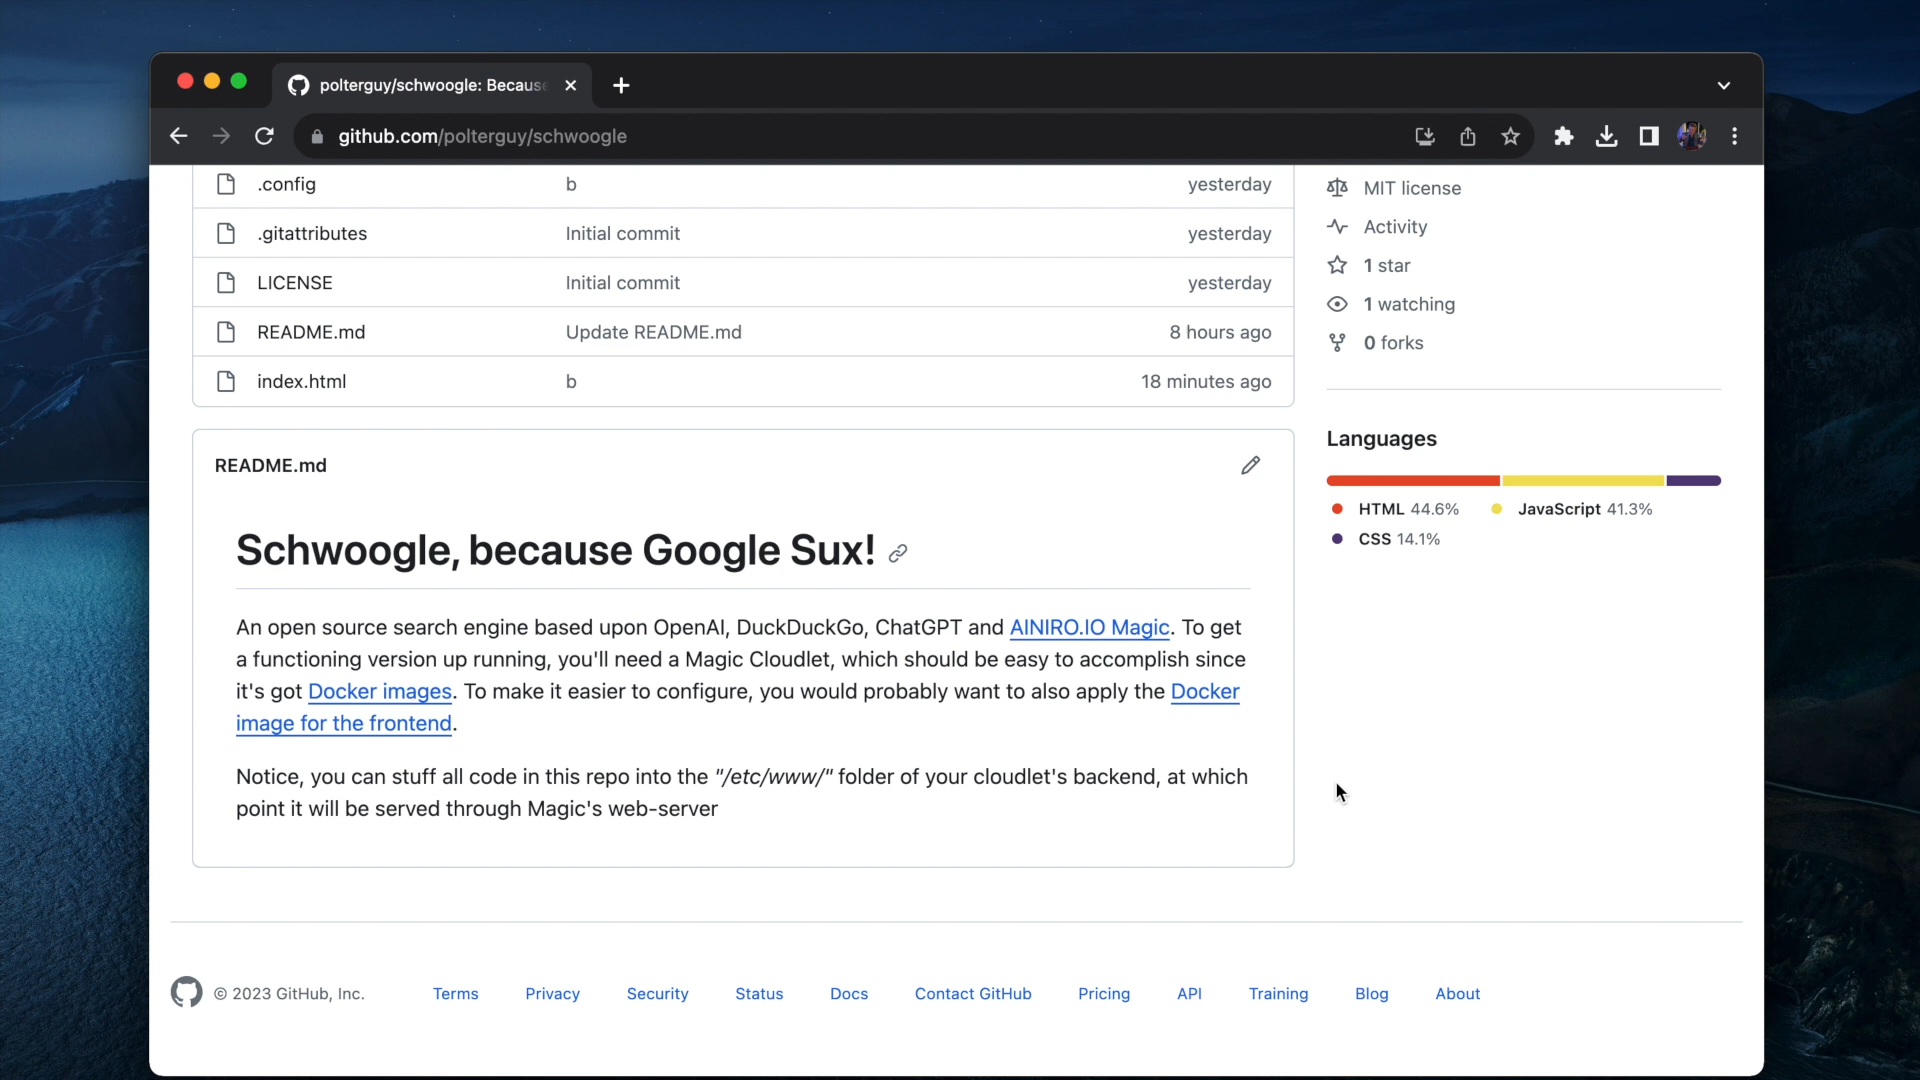 polterguy/schwoogle: Because
github.com/polterguy/schwoogle
.config b yesterday
.gitattributes Initial commit yesterday
LICENSE Initial commit yesterday
README.md Update README.md 8 hours ago
index.html b 18 minutes ago
MIT license
Activity
1 star
1 watching
0 forks
Languages
HTML 44.6% JavaScript 41.3%
CSS 14.1%
README.md
Schwoogle, because Google Sux!
An open source search engine based upon OpenAI, DuckDuckGo, ChatGPT and AINIRO.IO Magic. To get
a functioning version up running, you'll need a Magic Cloudlet, which should be easy to accomplish since
it's got Docker images. To make it easier to configure, you would probably want to also apply the Docker
image for the frontend.
Notice, you can stuff all code in this repo into the "/etc/www/" folder of your cloudlet's backend, at which
point it will be served through Magic's web-server
© 2023 GitHub, Inc. Terms Privacy Security Status Docs Contact GitHub Pricing API Training Blog About